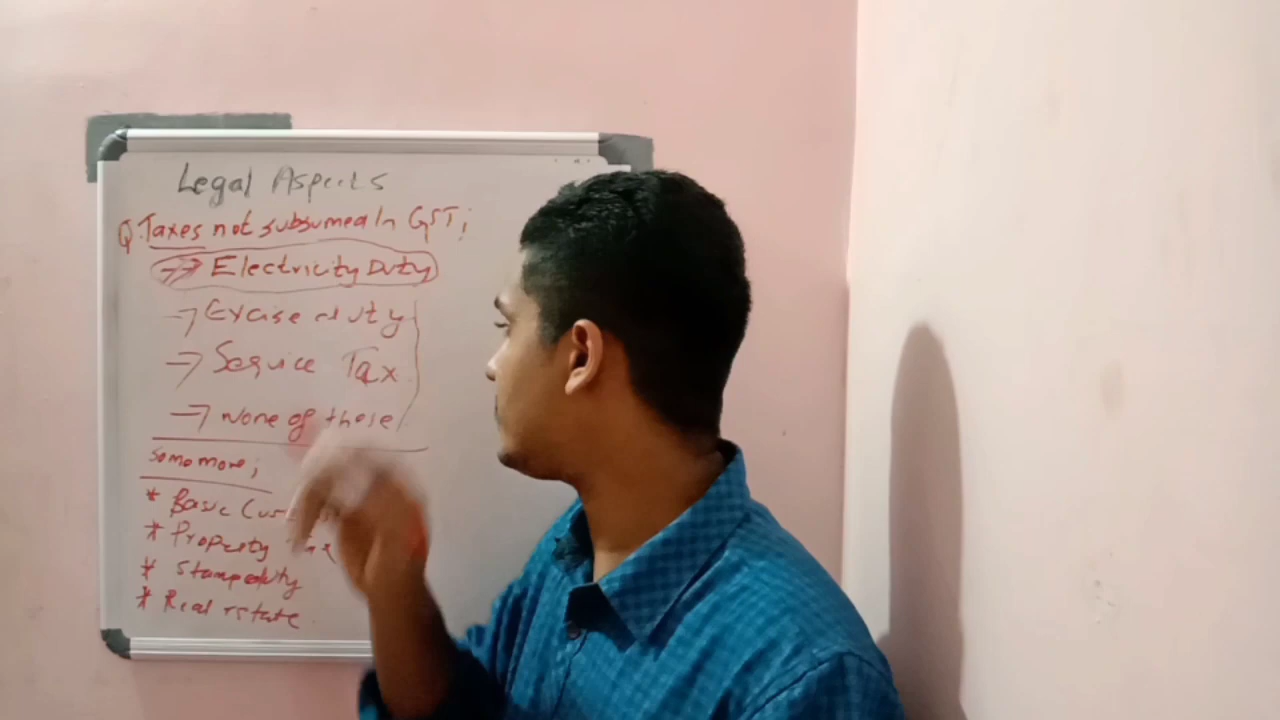 Legal Aspects
Q. Taxes not subsumed In GST;
→ Electricity Duty
→ Excise duty
→ Service Tax
→ None of these
Some more;
* Basic
* Property
* Stamp duty
* Real estate